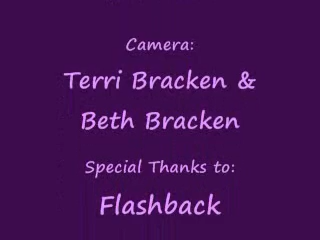 Camera:
Terri Bracken &
Beth Bracken
Special Thanks to:
Flashback